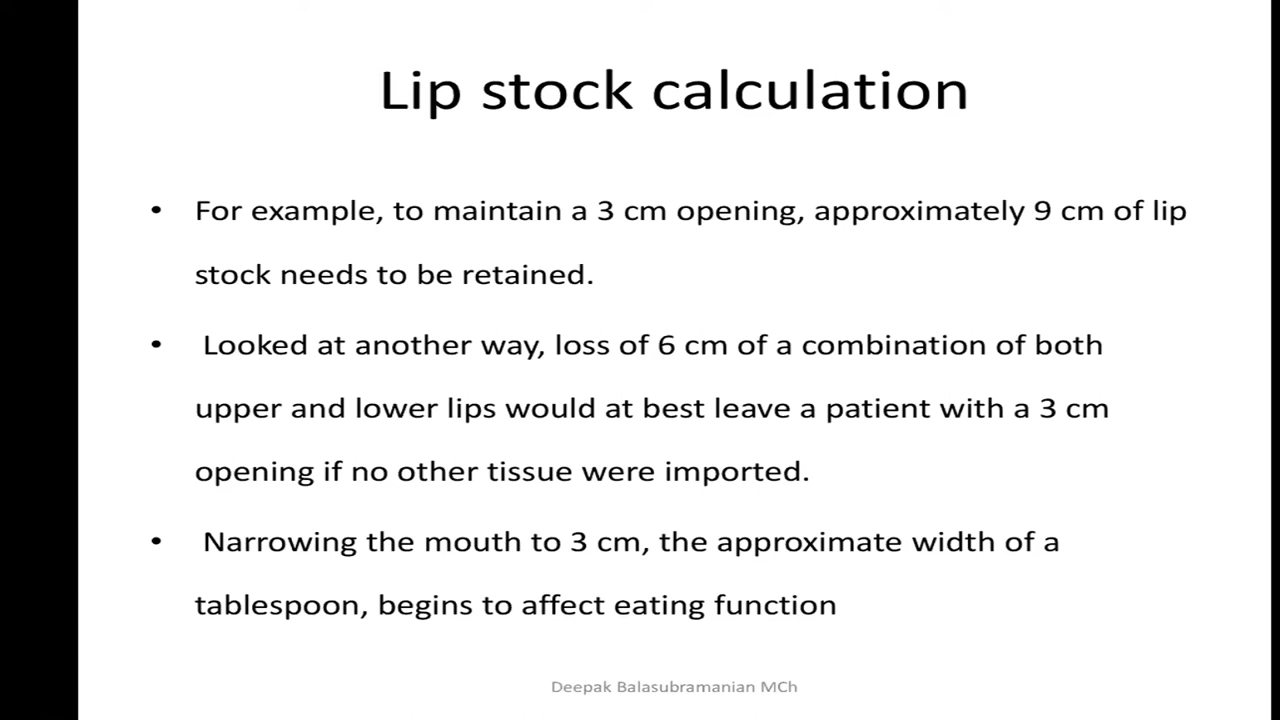 Lip stock calculation
• For example, to maintain a 3 cm opening, approximately 9 cm of lip
stock needs to be retained.
• Looked at another way, loss of 6 cm of a combination of both
upper and lower lips would at best leave a patient with a 3 cm
opening if no other tissue were imported.
• Narrowing the mouth to 3 cm, the approximate width of a
tablespoon, begins to affect eating function
Deepak Balasubramanian MCh